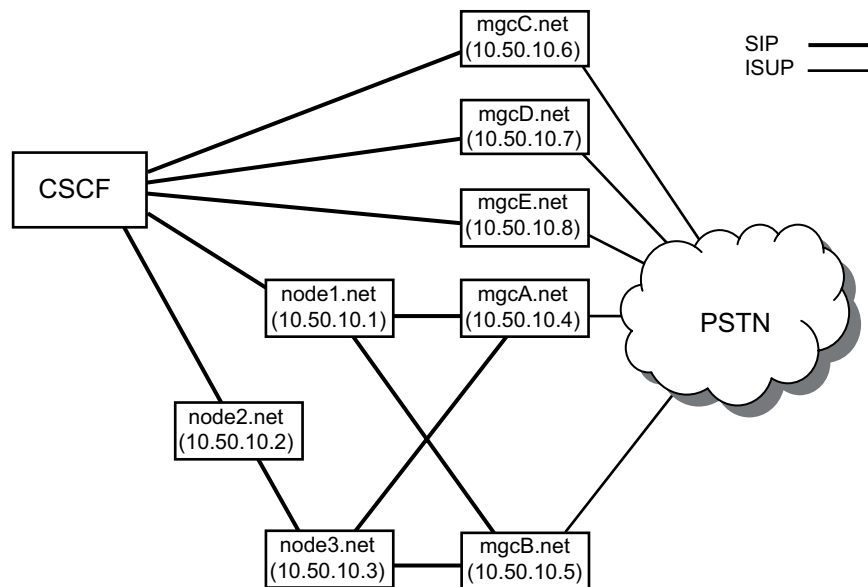 mgcC.net
(10.50.10.6)
SIP
ISUP
mgcD.net
(10.50.10.7)
CSCF
mgcE.net
(10.50.10.8)
node1.net
(10.50.10.1)
mgcA.net
(10.50.10.4)
PSTN
node2.net
(10.50.10.2)
node3.net
(10.50.10.3)
mgcB.net
(10.50.10.5)